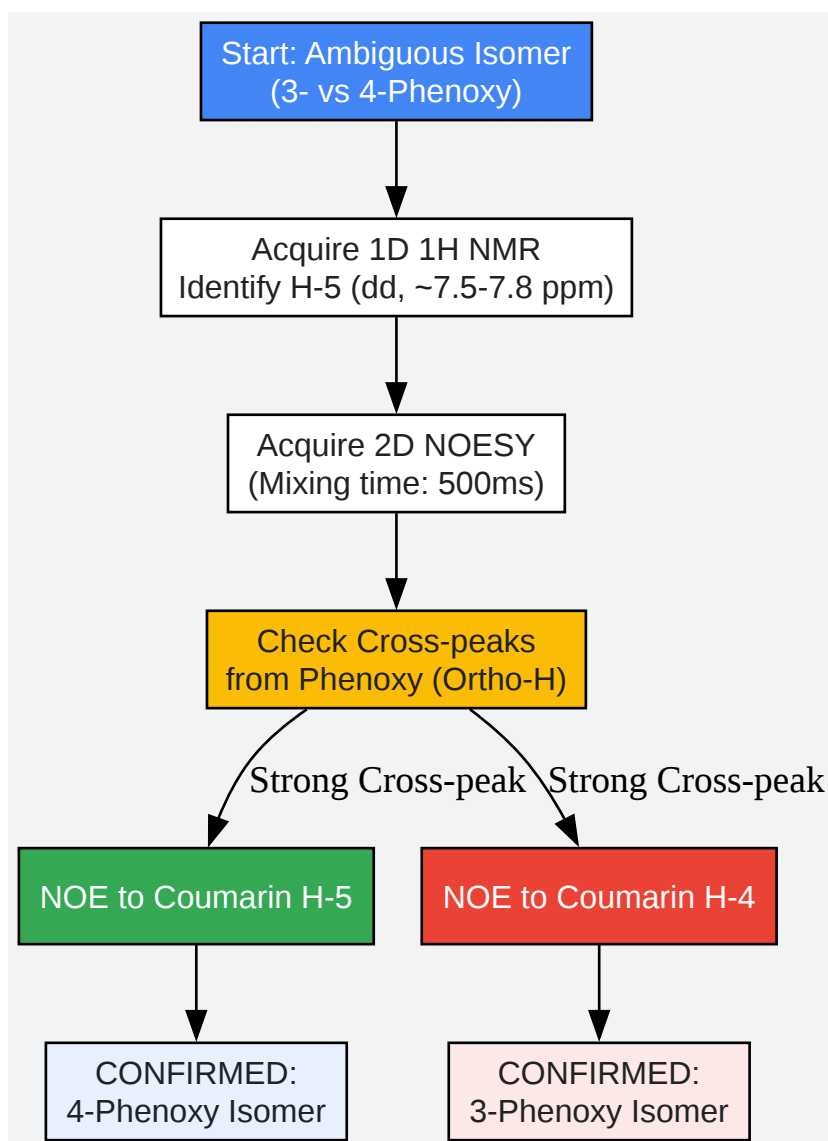 Start: Ambiguous Isomer
(3- vs 4-Phenoxy)
Acquire 1D 1H NMR
Identify H-5 (dd, ~7.5-7.8 ppm)
Acquire 2D NOESY
(Mixing time: 500ms)
Check Cross-peaks
from Phenoxy (Ortho-H)
Strong Cross-peak
Strong Cross-peak
NOE to Coumarin H-5
NOE to Coumarin H-4
CONFIRMED:
4-Phenoxy Isomer
CONFIRMED:
3-Phenoxy Isomer